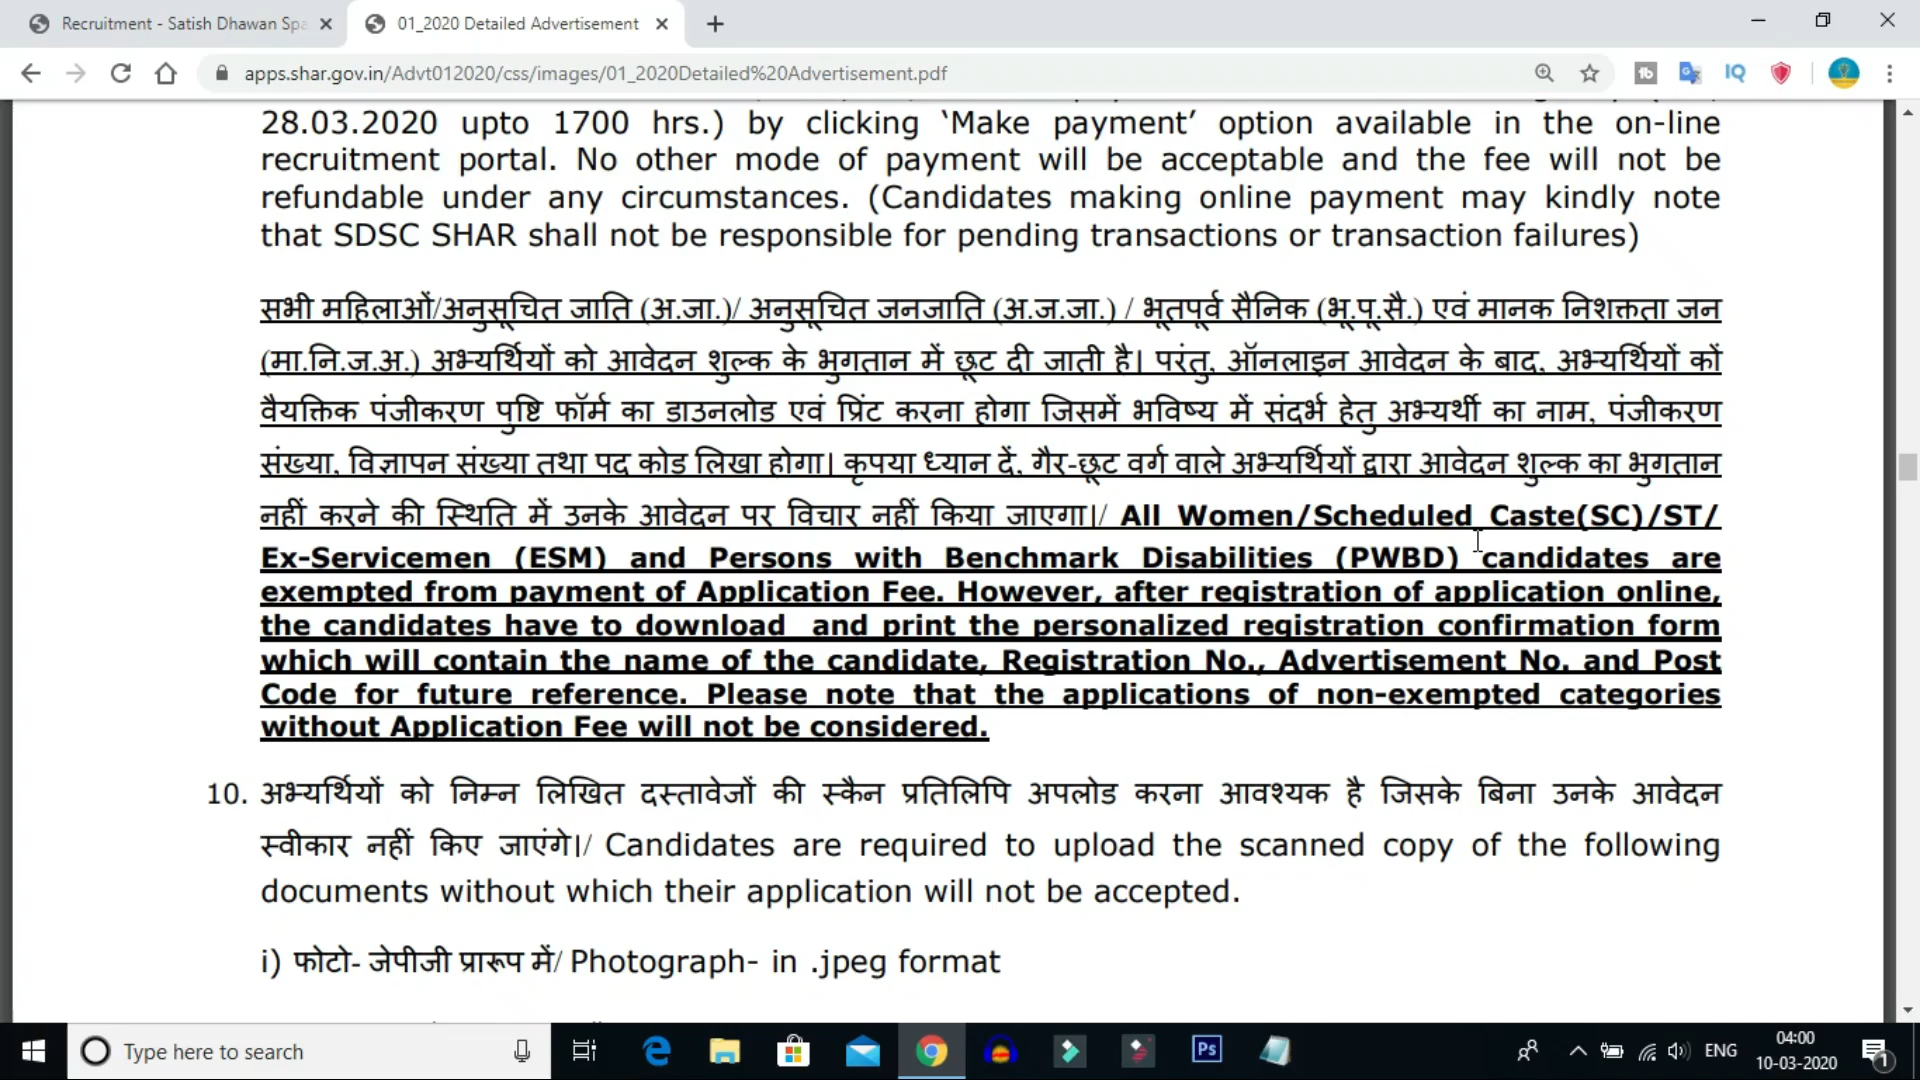 Recruitment - Satish Dhawan Spa
01_2020 Detailed Advertisement
apps.shar.gov.in/Advt012020/css/images/01_2020Detailed%20Advertisement.pdf
28.03.2020 upto 1700 hrs.) by clicking ‘Make payment’ option available in the on-line
recruitment portal. No other mode of payment will be acceptable and the fee will not be
refundable under any circumstances. (Candidates making online payment may kindly note
that SDSC SHAR shall not be responsible for pending transactions or transaction failures)
सभी महिलाओं/अनुसूचित जाति (अ.जा.)/ अनुसूचित जनजाति (अ.ज.जा.) / भूतपूर्व सैनिक (भू.पू.सै.) एवं मानक निशक्तता जन
(मा.नि.ज.अ.) अभ्यर्थियों को आवेदन शुल्क के भुगतान में छूट दी जाती है। परंतु, ऑनलाइन आवेदन के बाद, अभ्यर्थियों कों
वैयक्तिक पंजीकरण पुष्टि फॉर्म का डाउनलोड एवं प्रिंट करना होगा जिसमें भविष्य में संदर्भ हेतु अभ्यर्थी का नाम, पंजीकरण
संख्या, विज्ञापन संख्या तथा पद कोड लिखा होगा। कृपया ध्यान दें, गैर-छूट वर्ग वाले अभ्यर्थियों द्वारा आवेदन शुल्क का भुगतान
नहीं करने की स्थिति में उनके आवेदन पर विचार नहीं किया जाएगा।/ All Women/Scheduled Caste(SC)/ST/
Ex-Servicemen (ESM) and Persons with Benchmark Disabilities (PWBD) candidates are
exempted from payment of Application Fee. However, after registration of application online,
the candidates have to download and print the personalized registration confirmation form
which will contain the name of the candidate, Registration No., Advertisement No. and Post
Code for future reference. Please note that the applications of non-exempted categories
without Application Fee will not be considered.
10. अभ्यर्थियों को निम्न लिखित दस्तावेजों की स्कैन प्रतिलिपि अपलोड करना आवश्यक है जिसके बिना उनके आवेदन
स्वीकार नहीं किए जाएंगे।/ Candidates are required to upload the scanned copy of the following
documents without which their application will not be accepted.
i) फोटो- जेपीजी प्रारूप में/ Photograph- in .jpeg format
Type here to search
Ps
ENG
04:00
10-03-2020
1